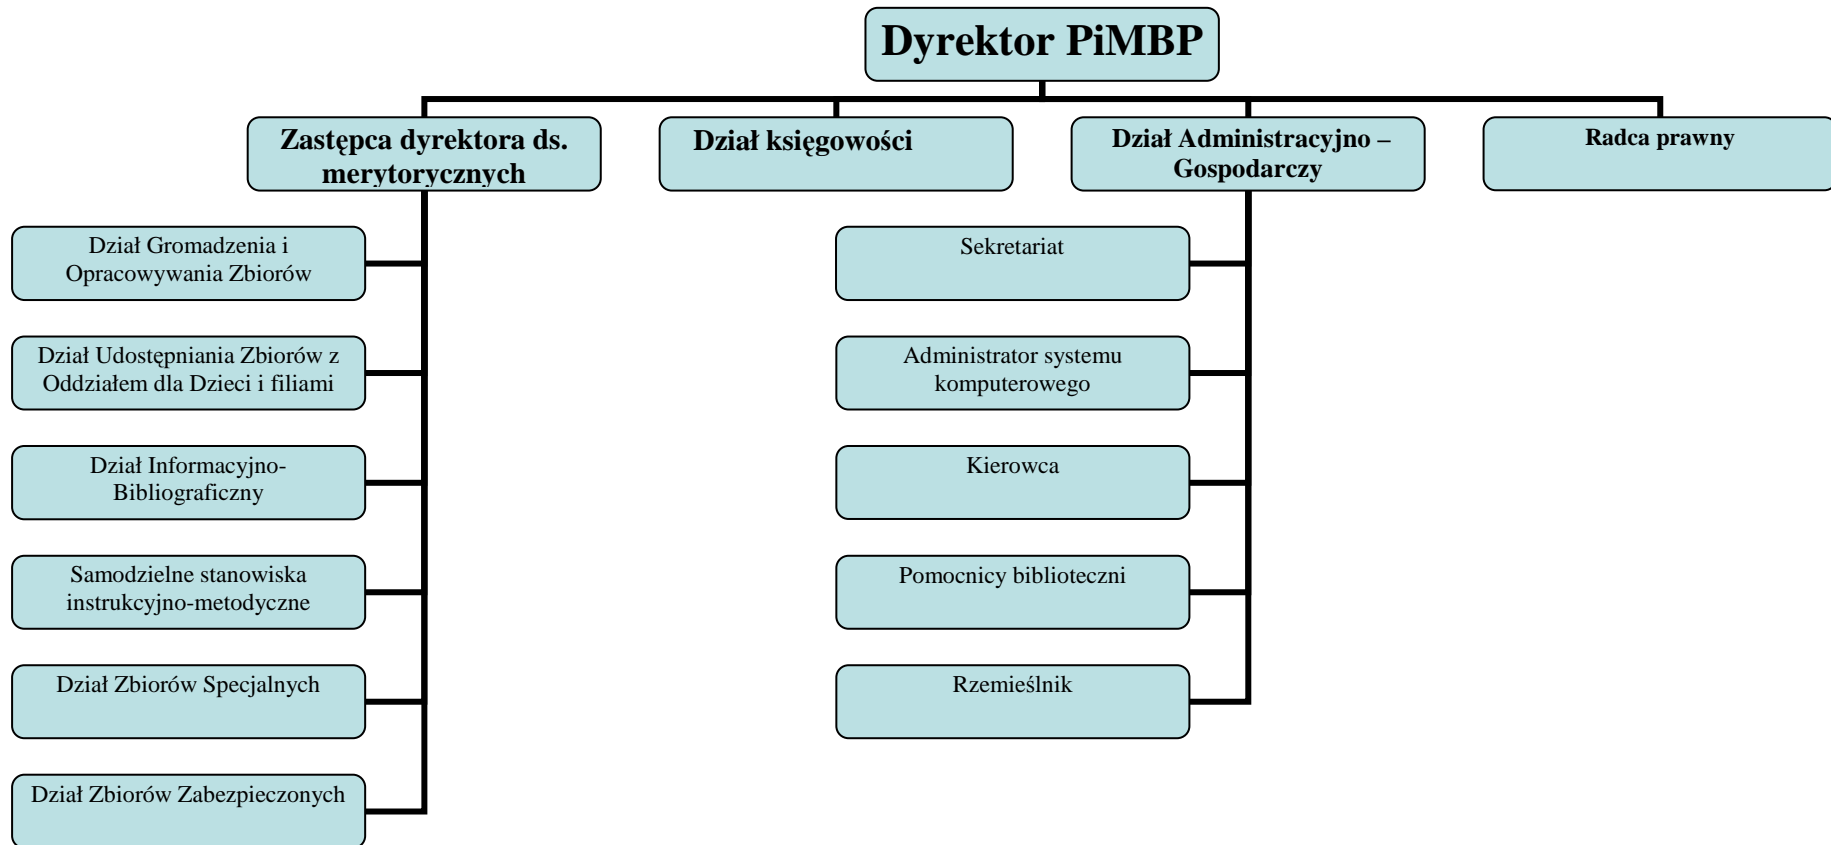 Dyrektor PiMBP
Zastępca dyrektora ds.
merytorycznych
Dział księgowości
Dział Administracyjno –
Gospodarczy
Radca prawny
Dział Gromadzenia i
Opracowywania Zbiorów
Dział Udostępniania Zbiorów z
Oddziałem dla Dzieci i filiami
Dział Informacyjno-
Bibliograficzny
Samodzielne stanowiska
instrukcyjno-metodyczne
Dział Zbiorów Specjalnych
Dział Zbiorów Zabezpieczonych
Sekretariat
Administrator systemu
komputerowego
Kierowca
Pomocnicy biblioteczni
Rzemieślnik